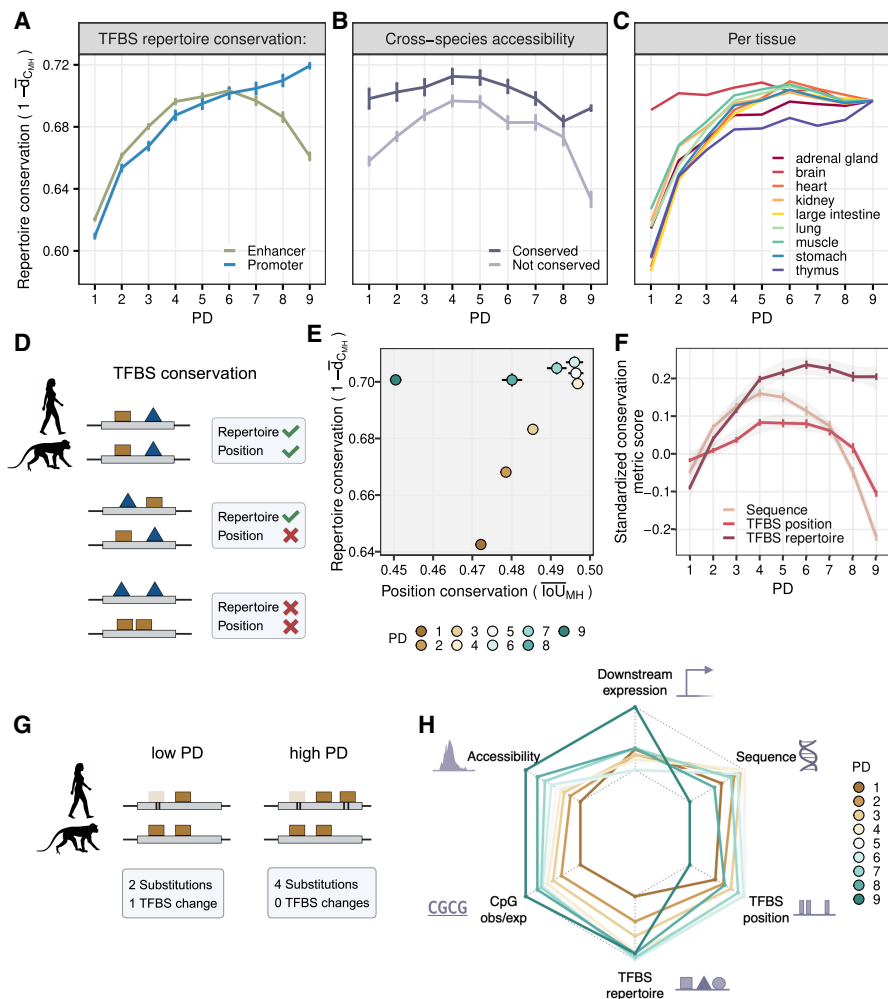 A
TFBS repertoire conservation:
B
Cross−species accessibility
C
Per tissue
Repertoire conservation ( 1 − d̅CMH )
0.72
0.68
0.64
0.60
Enhancer
Promoter
1 2 3 4 5 6 7 8 9
PD
Conserved
Not conserved
1 2 3 4 5 6 7 8 9
PD
adrenal gland
brain
heart
kidney
large intestine
lung
muscle
stomach
thymus
1 2 3 4 5 6 7 8 9
PD
D
TFBS conservation
Repertoire
Position
Repertoire
Position
Repertoire
Position
E
Repertoire conservation ( 1 − d̅CMH )
0.70
0.68
0.66
0.64
0.45 0.46 0.47 0.48 0.49 0.50
Position conservation ( IoUMH )
PD 1 3 5 7 9
2 4 6 8
F
Standardized conservation
metric score
0.2
0.1
0.0
−0.1
−0.2
Sequence
TFBS position
TFBS repertoire
1 2 3 4 5 6 7 8 9
PD
G
low PD
high PD
2 Substitutions
1 TFBS change
4 Substitutions
0 TFBS changes
H
Downstream
expression
Accessibility
Sequence
CGCG
CpG
obs/exp
TFBS
position
TFBS
repertoire
PD
1
2
3
4
5
6
7
8
9